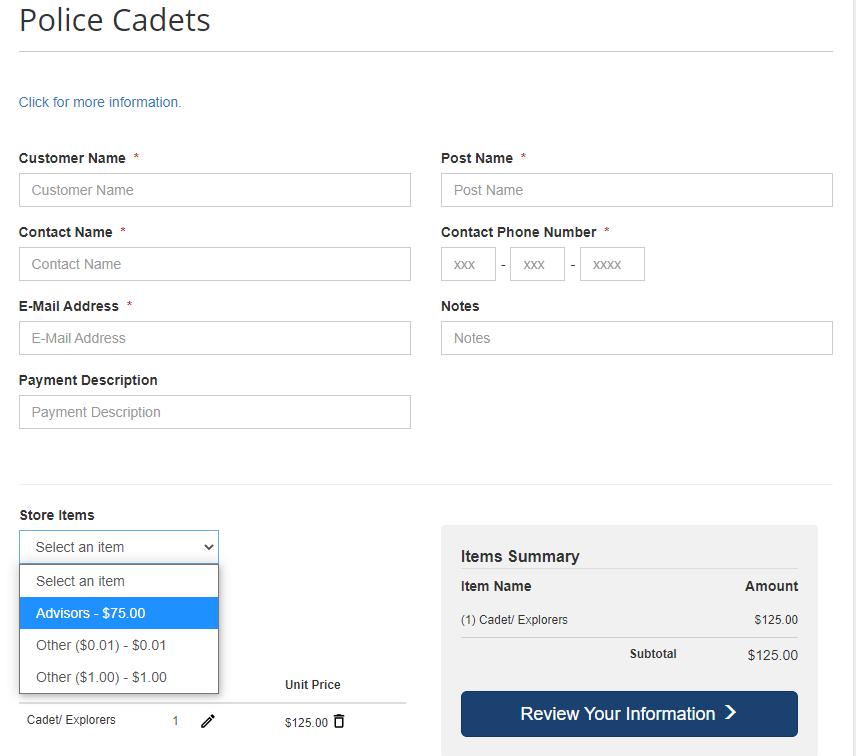 Police Cadets
Click for more information.
Customer Name *
Customer Name
Post Name *
Post Name
Contact Name *
Contact Name
Contact Phone Number *
xxx - xxx - xxxx
E-Mail Address *
E-Mail Address
Notes
Notes
Payment Description
Payment Description
Store Items
Select an item
Select an item
Advisors - $75.00
Other ($0.01) - $0.01
Other ($1.00) - $1.00
Unit Price
Cadet/ Explorers 1 $125.00
Items Summary
Item Name Amount
(1) Cadet/ Explorers $125.00
Subtotal $125.00
Review Your Information